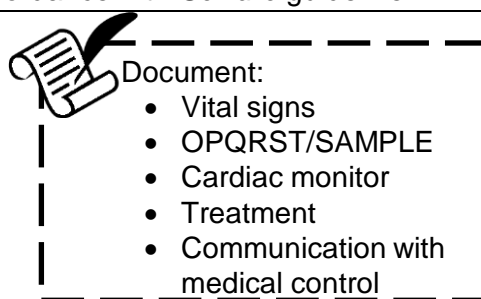 Document:
• Vital signs
• OPQRST/SAMPLE
• Cardiac monitor
• Treatment
• Communication with
medical control